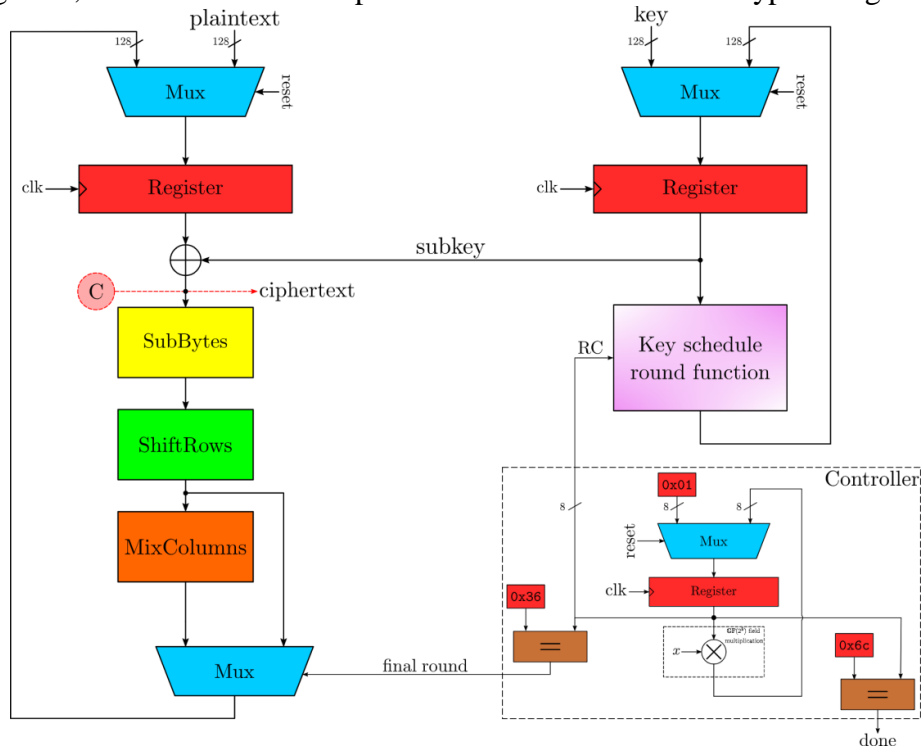 plaintext
key
128
128
128
128
Mux
reset
Mux
reset
clk
Register
clk
Register
subkey
C
ciphertext
SubBytes
RC
Key schedule
round function
ShiftRows
Controller
0x01
8
8
8
MixColumns
reset
Mux
clk
Register
0x36
GF(2⁸) field
multiplication
x
=
0x6c
Mux
final round
=
done